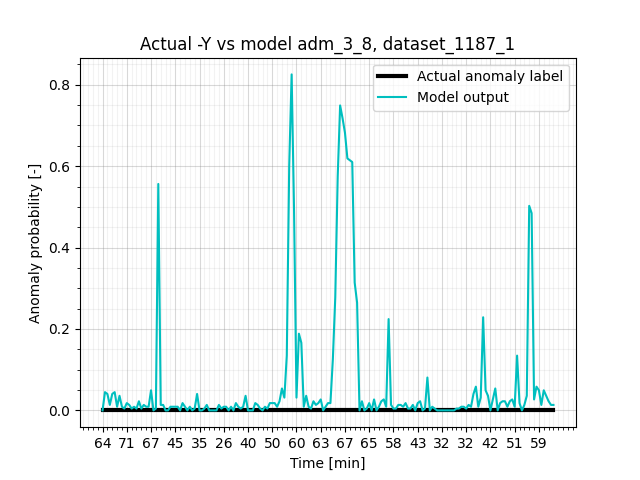 Actual -Y vs model adm_3_8, dataset_1187_1
Actual anomaly label
Model output
Anomaly probability [-]
0.8
0.6
0.4
0.2
0.0
64 71 67 45 35 26 40 50 60 63 67 65 58 43 32 32 42 51 59
Time [min]